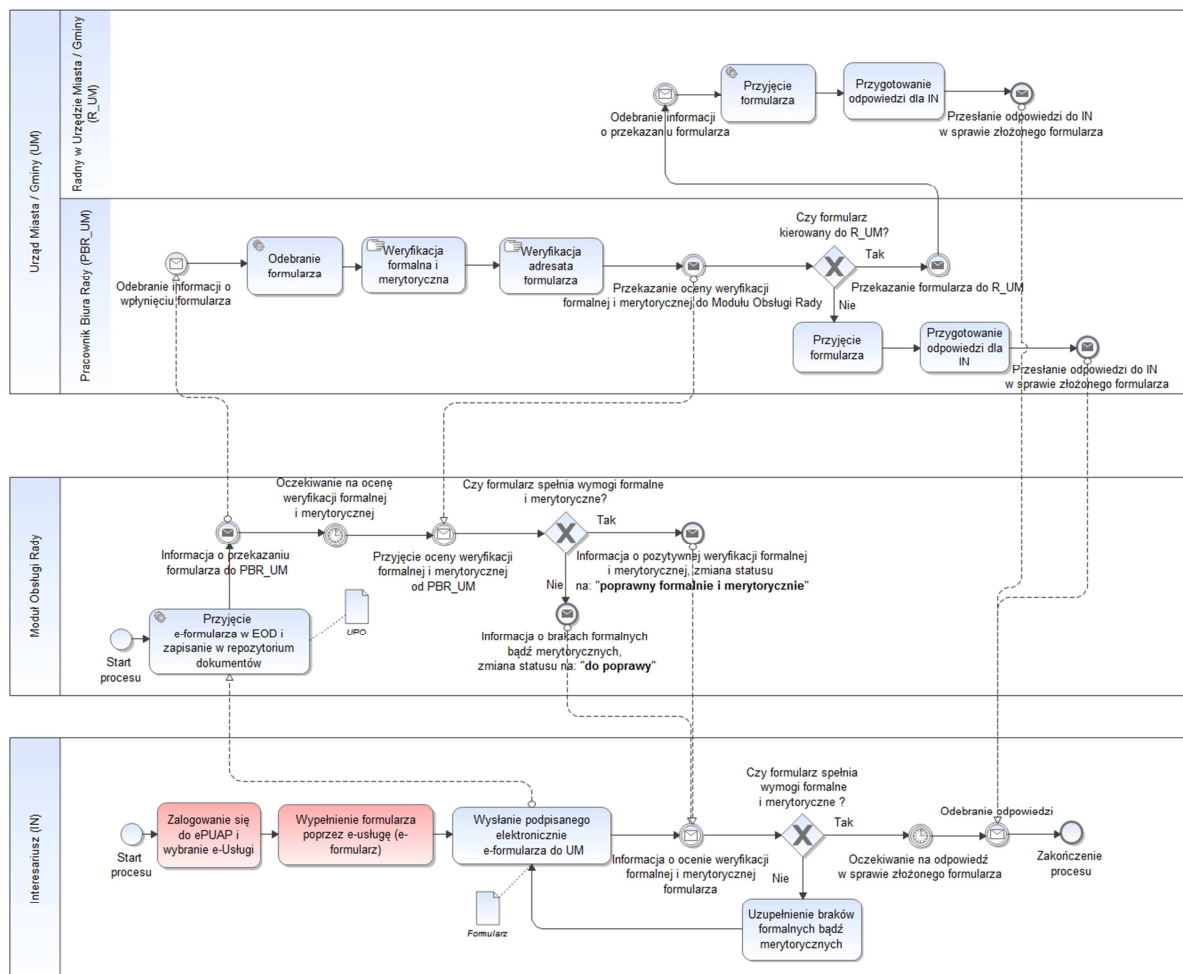 Urząd Miasta / Gminy (UM)
Radny w Urzędzie Miasta / Gminy
(R_UM)
Odebranie informacji
o przekazaniu formularza
Przyjęcie
formularza
Przygotowanie
odpowiedzi dla IN
Przesłanie odpowiedzi do IN
w sprawie złożonego formularza
Pracownik Biura Rady (PBR_UM)
Odebranie informacji o
wpłynięciu formularza
Odebranie
formularza
Weryfikacja
formalna i
merytoryczna
Weryfikacja
adresata
formularza
Przekazanie oceny weryfikacji
formalnej i merytorycznej do Modułu Obsługi Rady
Czy formularz
kierowany do R_UM?
Tak
Przekazanie formularza do R_UM
Nie
Przyjęcie
formularza
Przygotowanie
odpowiedzi dla
IN
Przesłanie odpowiedzi do IN
w sprawie złożonego formularza
Moduł Obsługi Rady
Start
procesu
Przyjęcie
e-formularza w EOD i
zapisanie w repozytorium
dokumentów
UPO
Informacja o przekazaniu
formularza do PBR_UM
Oczekiwanie na ocenę
weryfikacji formalnej
i merytorycznej
Przyjęcie oceny weryfikacji
formalnej i merytorycznej
od PBR_UM
Czy formularz spełnia wymogi formalne
i merytoryczne?
Tak
Informacja o pozytywnej weryfikacji formalnej
i merytorycznej, zmiana statusu
na: "poprawny formalnie i merytorycznie"
Nie
Informacja o brakach formalnych
bądź merytorycznych,
zmiana statusu na: "do poprawy"
Interesariusz (IN)
Start
procesu
Zalogowanie się
do ePUAP i
wybranie e-Usługi
Wypełnienie formularza
poprzez e-usługę (e-
formularz)
Wysłanie podpisanego
elektronicznie
e-formularza do UM
Formularz
Informacja o ocenie weryfikacji
formalnej i merytorycznej
formularza
Czy formularz spełnia
wymogi formalne
i merytoryczne ?
Tak
Nie
Uzupełnienie braków
formalnych bądź
merytorycznych
Oczekiwanie na odpowiedź
w sprawie złożonego formularza
Odebranie odpowiedzi
Zakończenie
procesu